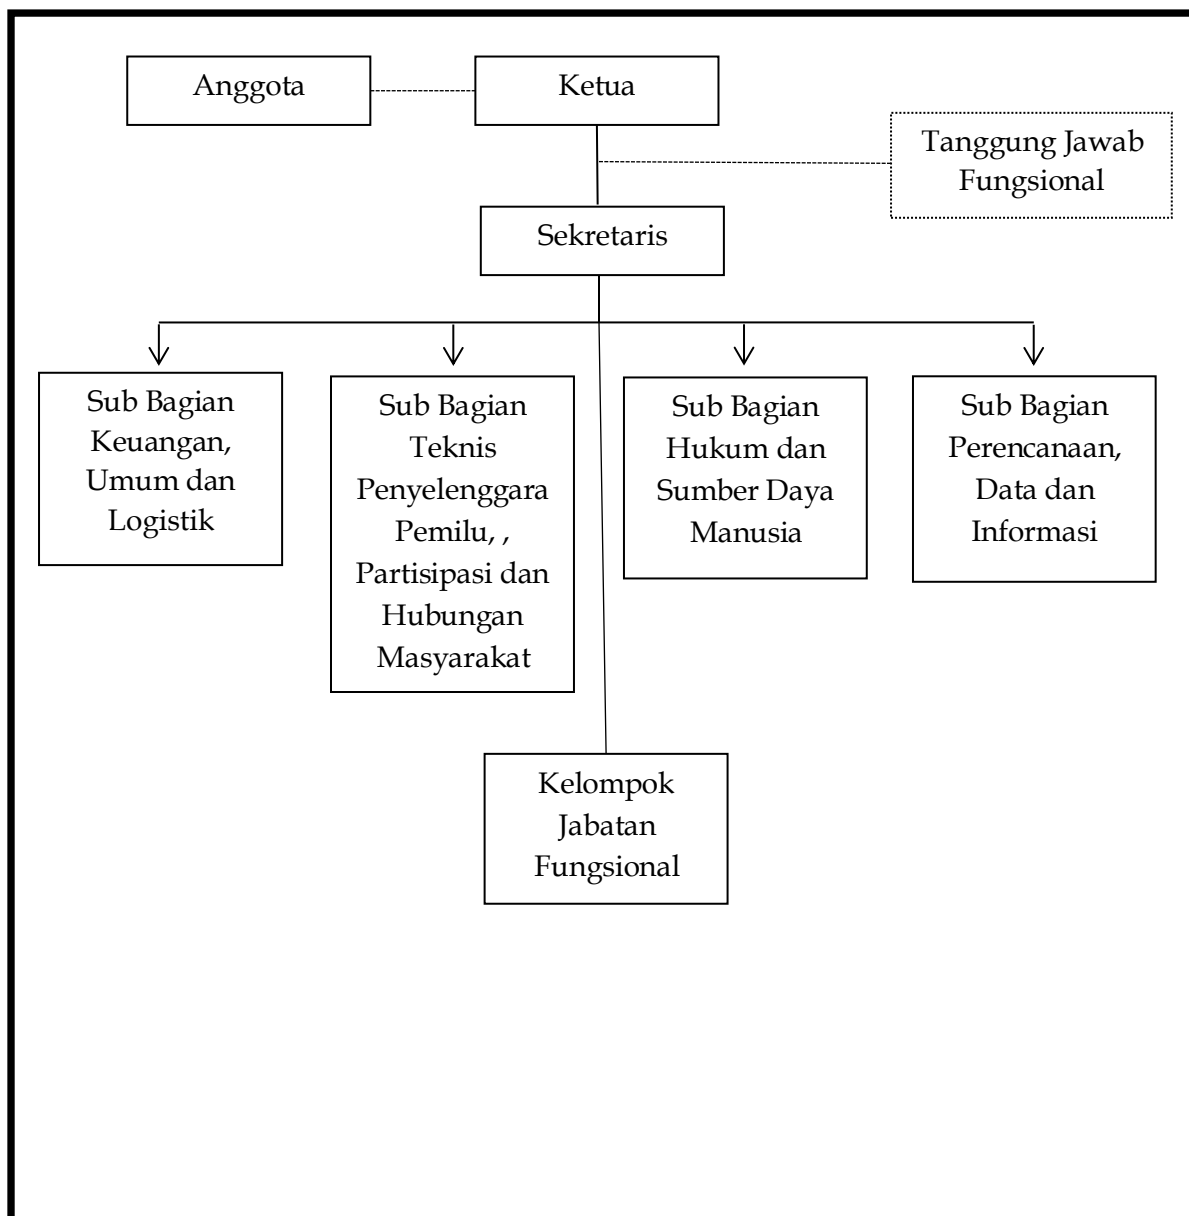 Anggota
Ketua
Tanggung Jawab
Fungsional
Sekretaris
Sub Bagian
Keuangan,
Umum dan
Logistik
Sub Bagian
Teknis
Penyelenggara
Pemilu, ,
Partisipasi dan
Hubungan
Masyarakat
Sub Bagian
Hukum dan
Sumber Daya
Manusia
Sub Bagian
Perencanaan,
Data dan
Informasi
Kelompok
Jabatan
Fungsional